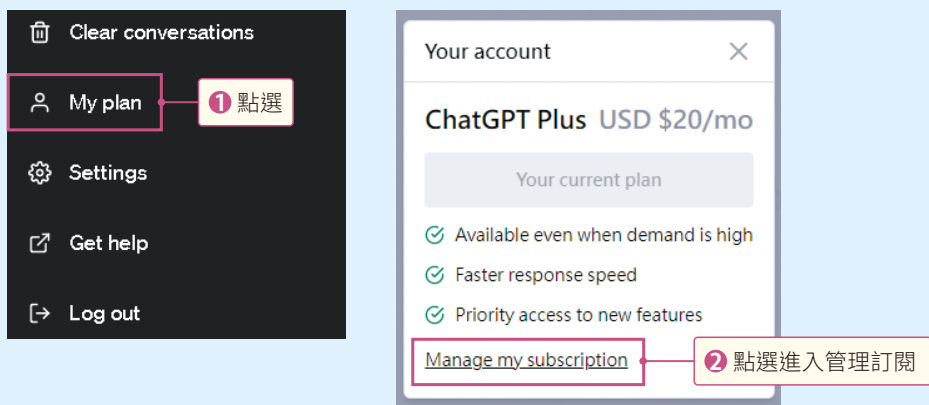 Clear conversations
My plan
❶ 點選
Settings
Get help
Log out
Your account
ChatGPT Plus USD $20/mo
Your current plan
Available even when demand is high
Faster response speed
Priority access to new features
Manage my subscription
❷ 點選進入管理訂閱